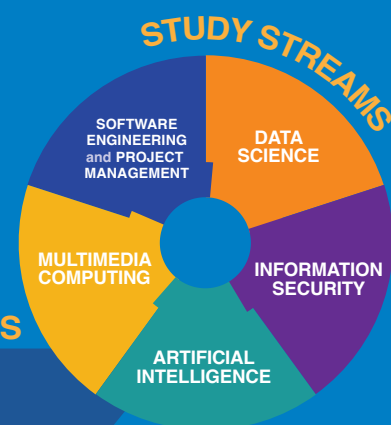 STUDY STREAMS
SOFTWARE
ENGINEERING
and PROJECT
MANAGEMENT
DATA
SCIENCE
MULTIMEDIA
COMPUTING
INFORMATION
SECURITY
S
ARTIFICIAL
INTELLIGENCE